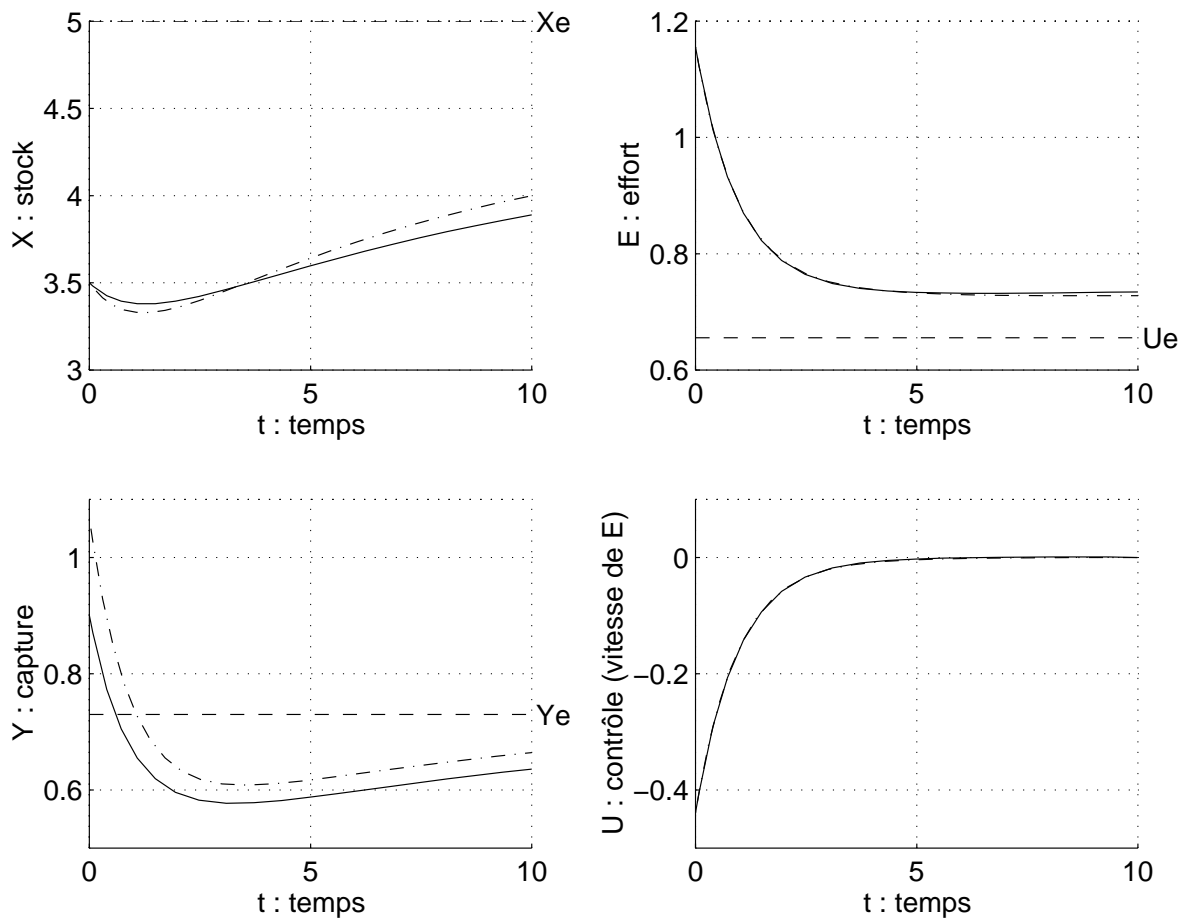 5
4.5
4
3.5
3
0
5
10
Xe
X : stock
t : temps
1.2
1
0.8
0.6
0
5
10
Ue
E : effort
t : temps
1
0.8
0.6
0
5
10
Ye
Y : capture
t : temps
0
−0.2
−0.4
0
5
10
U : contrôle (vitesse de E)
t : temps